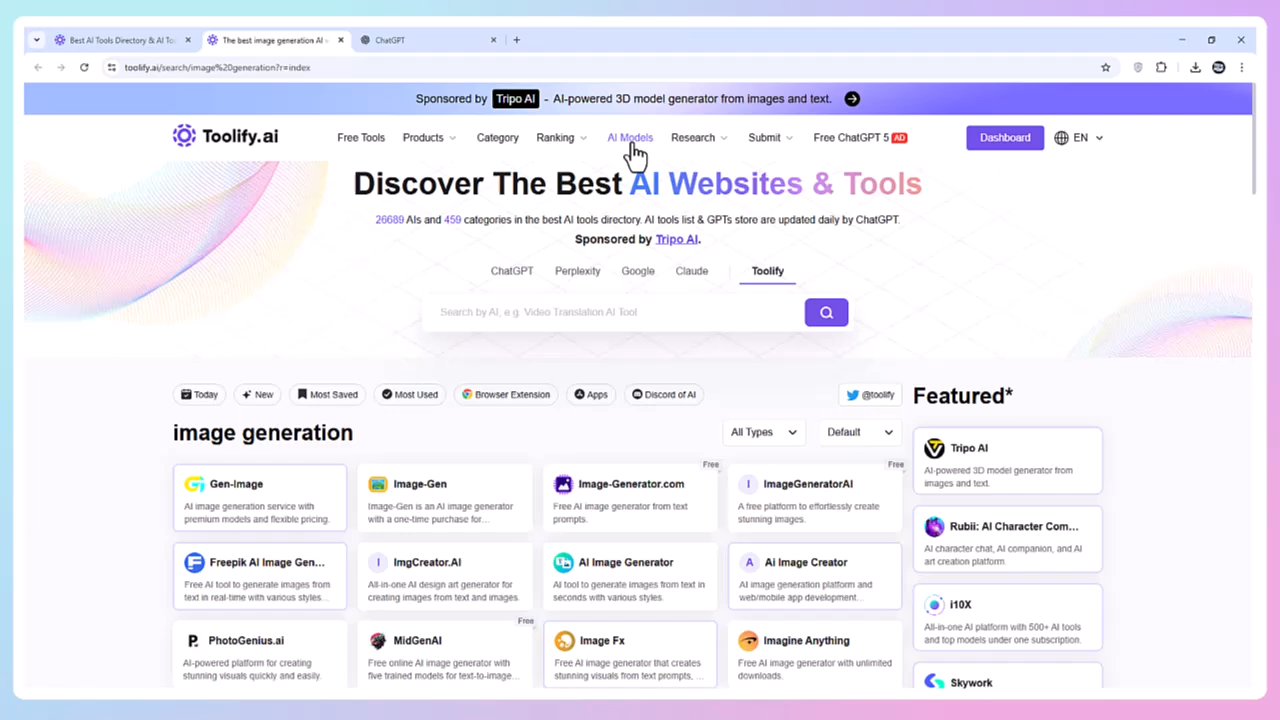 Best AI Tools Directory & AI To
The best image generation AI
ChatGPT
toolify.ai/search/image%20generation?r=index
Sponsored by Tripo AI - AI-powered 3D model generator from images and text.
Toolify.ai
Free Tools
Products
Category
Ranking
AI Models
Research
Submit
Free ChatGPT 5 AD
Dashboard
EN
Discover The Best AI Websites & Tools
26689 AIs and 459 categories in the best AI tools directory. AI tools list & GPTs store are updated daily by ChatGPT.
Sponsored by Tripo AI.
ChatGPT
Perplexity
Google
Claude
Toolify
Search by AI, e.g. Video Translation AI Tool
Today
New
Most Saved
Most Used
Browser Extension
Apps
Discord of AI
@toolify
Featured*
image generation
All Types
Default
Gen-Image
AI image generation service with
premium models and flexible pricing.
Image-Gen
Image-Gen is an AI image generator
with a one-time purchase for...
Free
Image-Generator.com
Free AI image generator from text
prompts.
Free
I
ImageGeneratorAI
A free platform to effortlessly create
stunning images.
Tripo AI
AI-powered 3D model generator from
images and text.
Freepik AI Image Gen...
Free AI tool to generate images from
text in real-time with various styles...
I
ImgCreator.AI
All-in-one AI design art generator for
creating images from text and images.
AI Image Generator
AI tool to generate images from text in
seconds with various styles.
A
Ai Image Creator
AI image generation platform and
web/mobile app development...
Rubii: AI Character Com...
AI character chat, AI companion, and AI
art creation platform
i10X
All-in-one AI platform with 500+ AI tools
and top models under one subscription.
PhotoGenius.ai
AI-powered platform for creating
stunning visuals quickly and easily.
Free
MidGenAI
Free online AI image generator with
five trained models for text-to-image...
Image Fx
Free AI image generator that creates
stunning visuals from text prompts, ...
Imagine Anything
Free AI image generator with unlimited
downloads.
Skywork